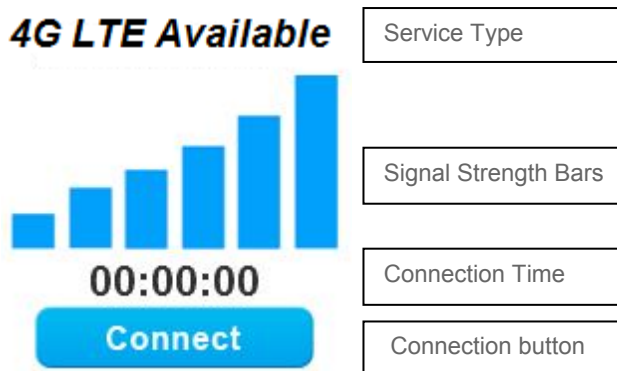 4G LTE Available
Service Type
Signal Strength Bars
00:00:00
Connection Time
Connect
Connection button